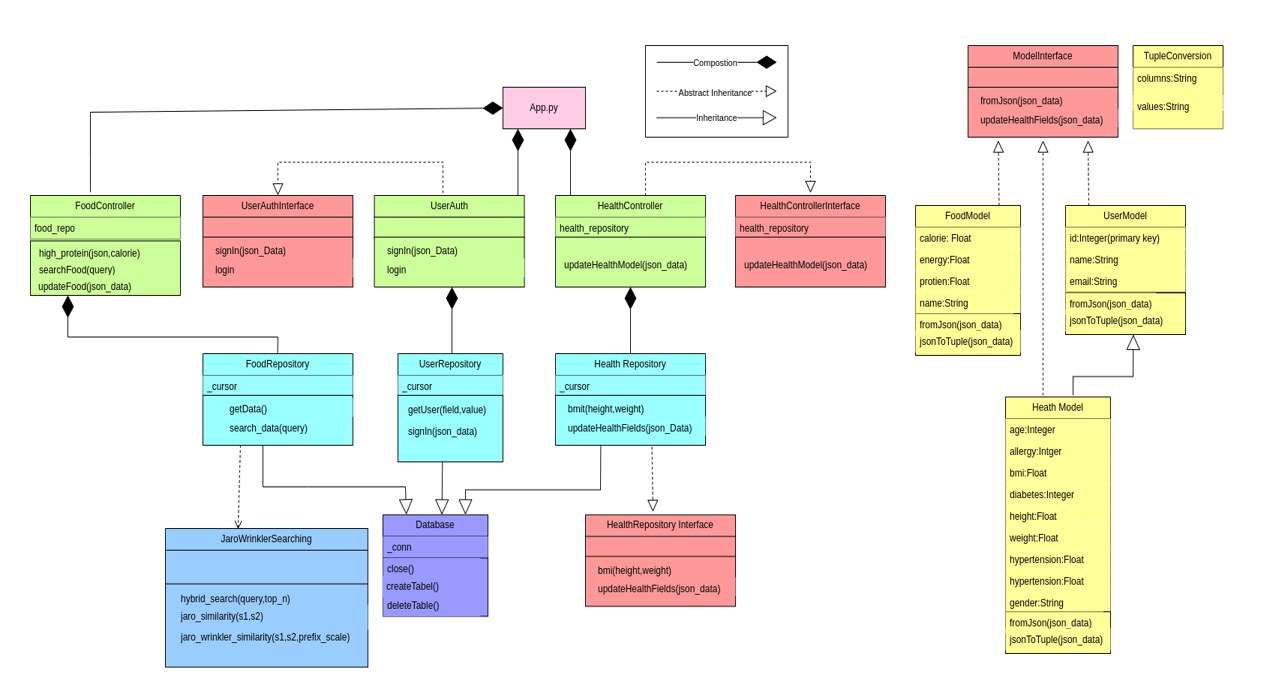 Compostion
Abstract Inheritance
Inheritance
App.py
ModelInterface
fromJson(json_data)
updateHealthFields(json_data)
TupleConversion
columns:String
values:String
FoodController
food_repo
high_protein(json,calorie)
searchFood(query)
updateFood(json_data)
UserAuthInterface
signIn(json_Data)
login
UserAuth
signIn(json_Data)
login
HealthController
health_repository
updateHealthModel(json_data)
HealthControllerInterface
health_repository
updateHealthModel(json_data)
FoodModel
calorie: Float
energy:Float
protien:Float
name:String
fromJson(json_data)
jsonToTuple(json_data)
UserModel
id:Integer(primary key)
name:String
email:String
fromJson(json_data)
jsonToTuple(json_data)
FoodRepository
_cursor
getData()
search_data(query)
UserRepository
_cursor
getUser(field,value)
signIn(json_data)
Health Repository
_cursor
bmit(height,weight)
updateHealthFields(json_Data)
Heath Model
age:Integer
allergy:Intger
bmi:Float
diabetes:Integer
height:Float
weight:Float
hypertension:Float
hypertension:Float
gender:String
fromJson(json_data)
jsonToTuple(json_data)
JaroWrinklerSearching
hybrid_search(query,top_n)
jaro_similarity(s1,s2)
jaro_wrinkler_similarity(s1,s2,prefix_scale)
Database
_conn
close()
createTabel()
deleteTable()
HealthRepository Interface
bmi(height,weight)
updateHealthFields(json_data)